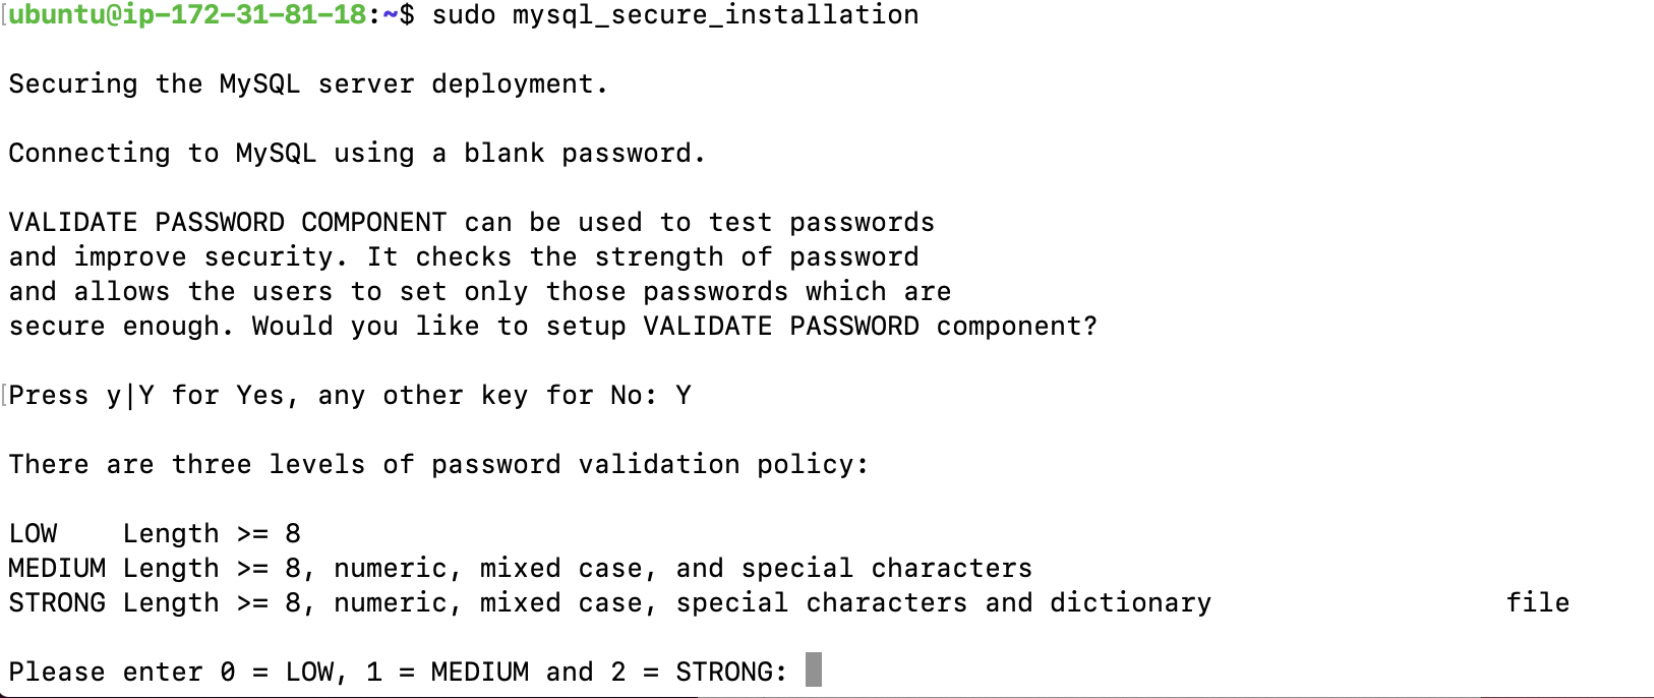 ubuntu@ip-172-31-81-18:~$ sudo mysql_secure_installation
Securing the MySQL server deployment.
Connecting to MySQL using a blank password.
VALIDATE PASSWORD COMPONENT can be used to test passwords
and improve security. It checks the strength of password
and allows the users to set only those passwords which are
secure enough. Would you like to setup VALIDATE PASSWORD component?
Press y|Y for Yes, any other key for No: Y
There are three levels of password validation policy:
LOW    Length >= 8
MEDIUM Length >= 8, numeric, mixed case, and special characters
STRONG Length >= 8, numeric, mixed case, special characters and dictionary                  file
Please enter 0 = LOW, 1 = MEDIUM and 2 = STRONG: